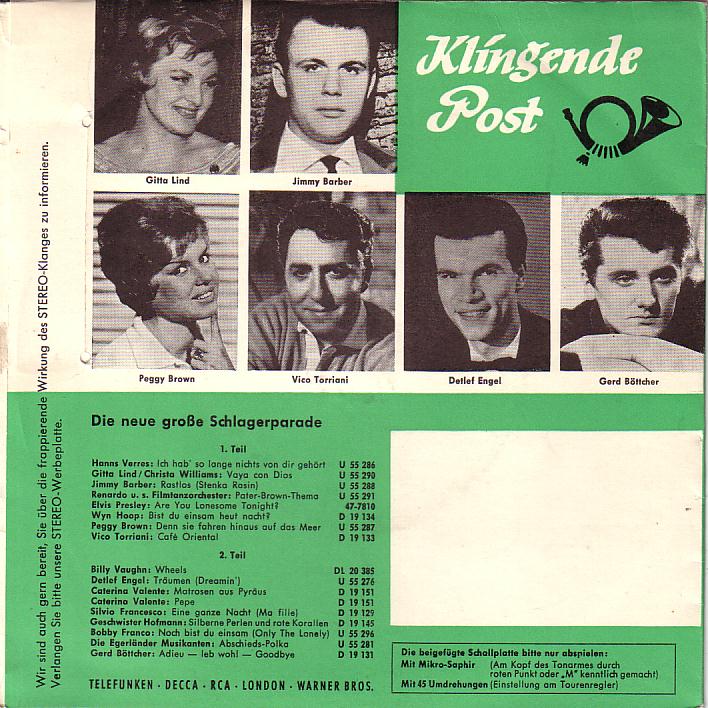 Klingende
Post
Gitta Lind
Jimmy Barber
Peggy Brown
Vico Torriani
Detlef Engel
Gerd Böttcher
Wir sind auch gern bereit, Sie über die frappierende Wirkung des STEREO-Klanges zu informieren.
Verlangen Sie bitte unsere STEREO-Werbeplatte.
Die neue große Schlagerparade
1. Teil
Hanns Verres: Ich hab' so lange nichts von dir gehört U 55 286
Gitta Lind/Christa Williams: Vaya con Dios U 55 290
Jimmy Barber: Rastlos (Stenka Rasin) U 55 288
Renardo u. s. Filmtanzorchester: Pater-Brown-Thema U 55 291
Elvis Presley: Are You Lonesome Tonight? 47-7810
Wyn Hoop: Bist du einsam heut nacht? D 19 134
Peggy Brown: Denn sie fahren hinaus auf das Meer U 55 287
Vico Torriani: Café Oriental D 19 133
2. Teil
Billy Vaughn: Wheels DL 20 385
Detlef Engel: Träumen (Dreamin') U 55 276
Caterina Valente: Matrosen aus Pyräus D 19 151
Caterina Valente: Pepe D 19 151
Silvio Francesco: Eine ganze Nacht (Ma fille) D 19 129
Geschwister Hofmann: Silberne Perlen und rote Korallen D 19 145
Bobby Franco: Noch bist du einsam (Only The Lonely) U 55 296
Die Egerländer Musikanten: Abschieds-Polka U 55 281
Gerd Böttcher: Adieu — leb wohl — Goodbye D 19 131
TELEFUNKEN · DECCA · RCA · LONDON · WARNER BROS.
Die beigefügte Schallplatte bitte nur abspielen:
Mit Mikro-Saphir (Am Kopf des Tonarmes durch
roten Punkt oder „M" kenntlich gemacht)
Mit 45 Umdrehungen (Einstellung am Tourenregler)